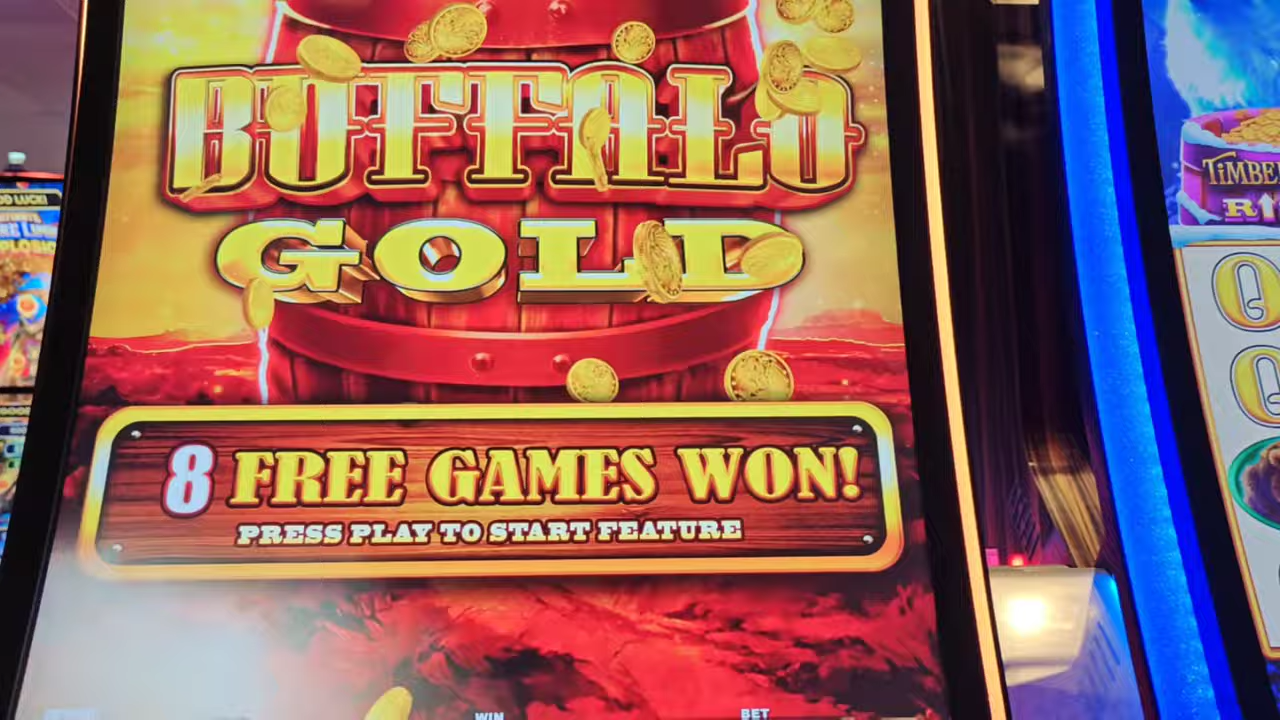 BUFFALO
GOLD
8 FREE GAMES WON!
PRESS PLAY TO START FEATURE
WIN
BET